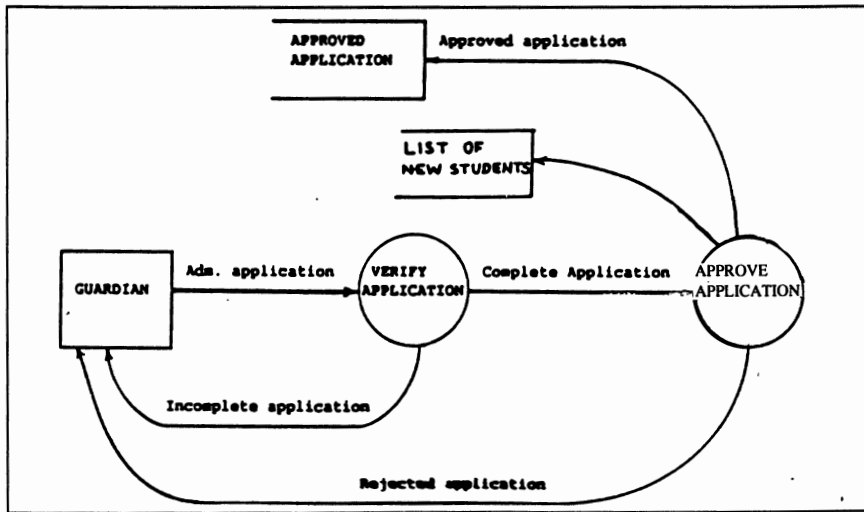 APPROVED
APPLICATION
Approved application
LIST OF
NEW STUDENTS
GUARDIAN
Adm. application
VERIFY
APPLICATION
Complete Application
APPROVE
APPLICATION
Incomplete application
Rejected application